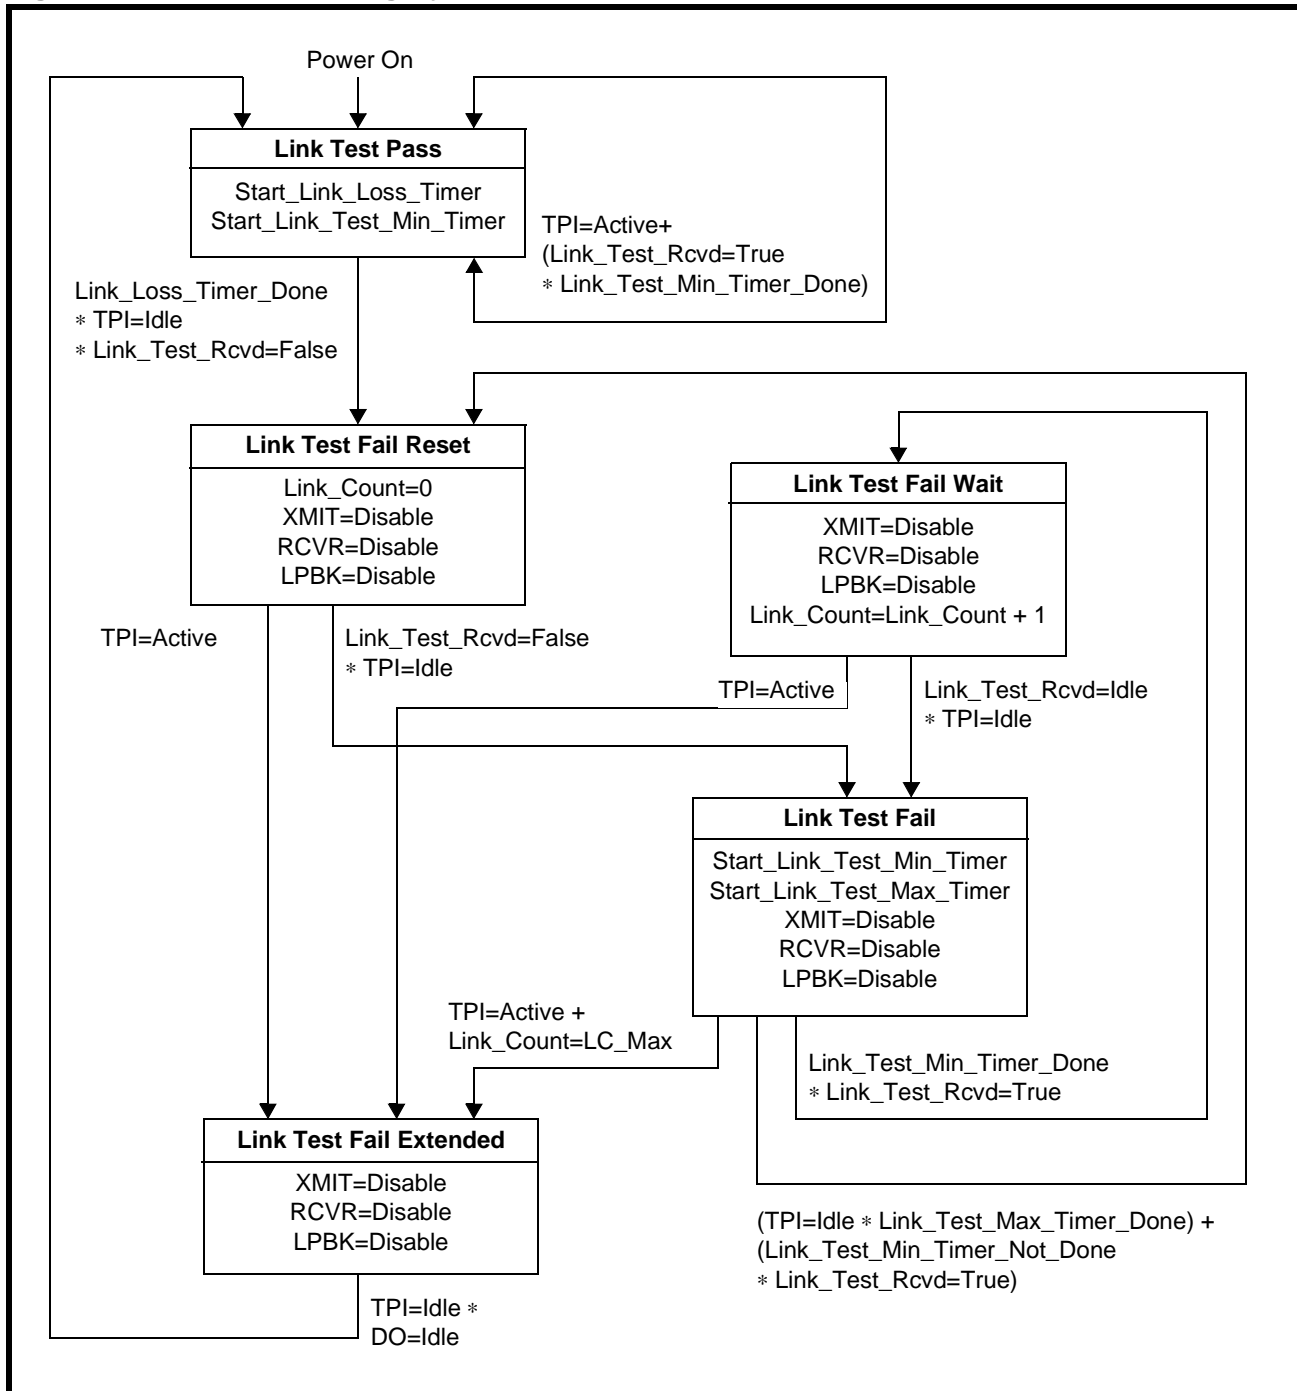 Power On
Link Test Pass
Start_Link_Loss_Timer
Start_Link_Test_Min_Timer
TPI=Active+
(Link_Test_Rcvd=True
* Link_Test_Min_Timer_Done)
Link_Loss_Timer_Done
* TPI=Idle
* Link_Test_Rcvd=False
Link Test Fail Reset
Link_Count=0
XMIT=Disable
RCVR=Disable
LPBK=Disable
Link Test Fail Wait
XMIT=Disable
RCVR=Disable
LPBK=Disable
Link_Count=Link_Count + 1
TPI=Active
Link_Test_Rcvd=False
* TPI=Idle
TPI=Active
Link_Test_Rcvd=Idle
* TPI=Idle
Link Test Fail
Start_Link_Test_Min_Timer
Start_Link_Test_Max_Timer
XMIT=Disable
RCVR=Disable
LPBK=Disable
TPI=Active +
Link_Count=LC_Max
Link_Test_Min_Timer_Done
* Link_Test_Rcvd=True
Link Test Fail Extended
XMIT=Disable
RCVR=Disable
LPBK=Disable
(TPI=Idle * Link_Test_Max_Timer_Done) +
(Link_Test_Min_Timer_Not_Done
* Link_Test_Rcvd=True)
TPI=Idle *
DO=Idle